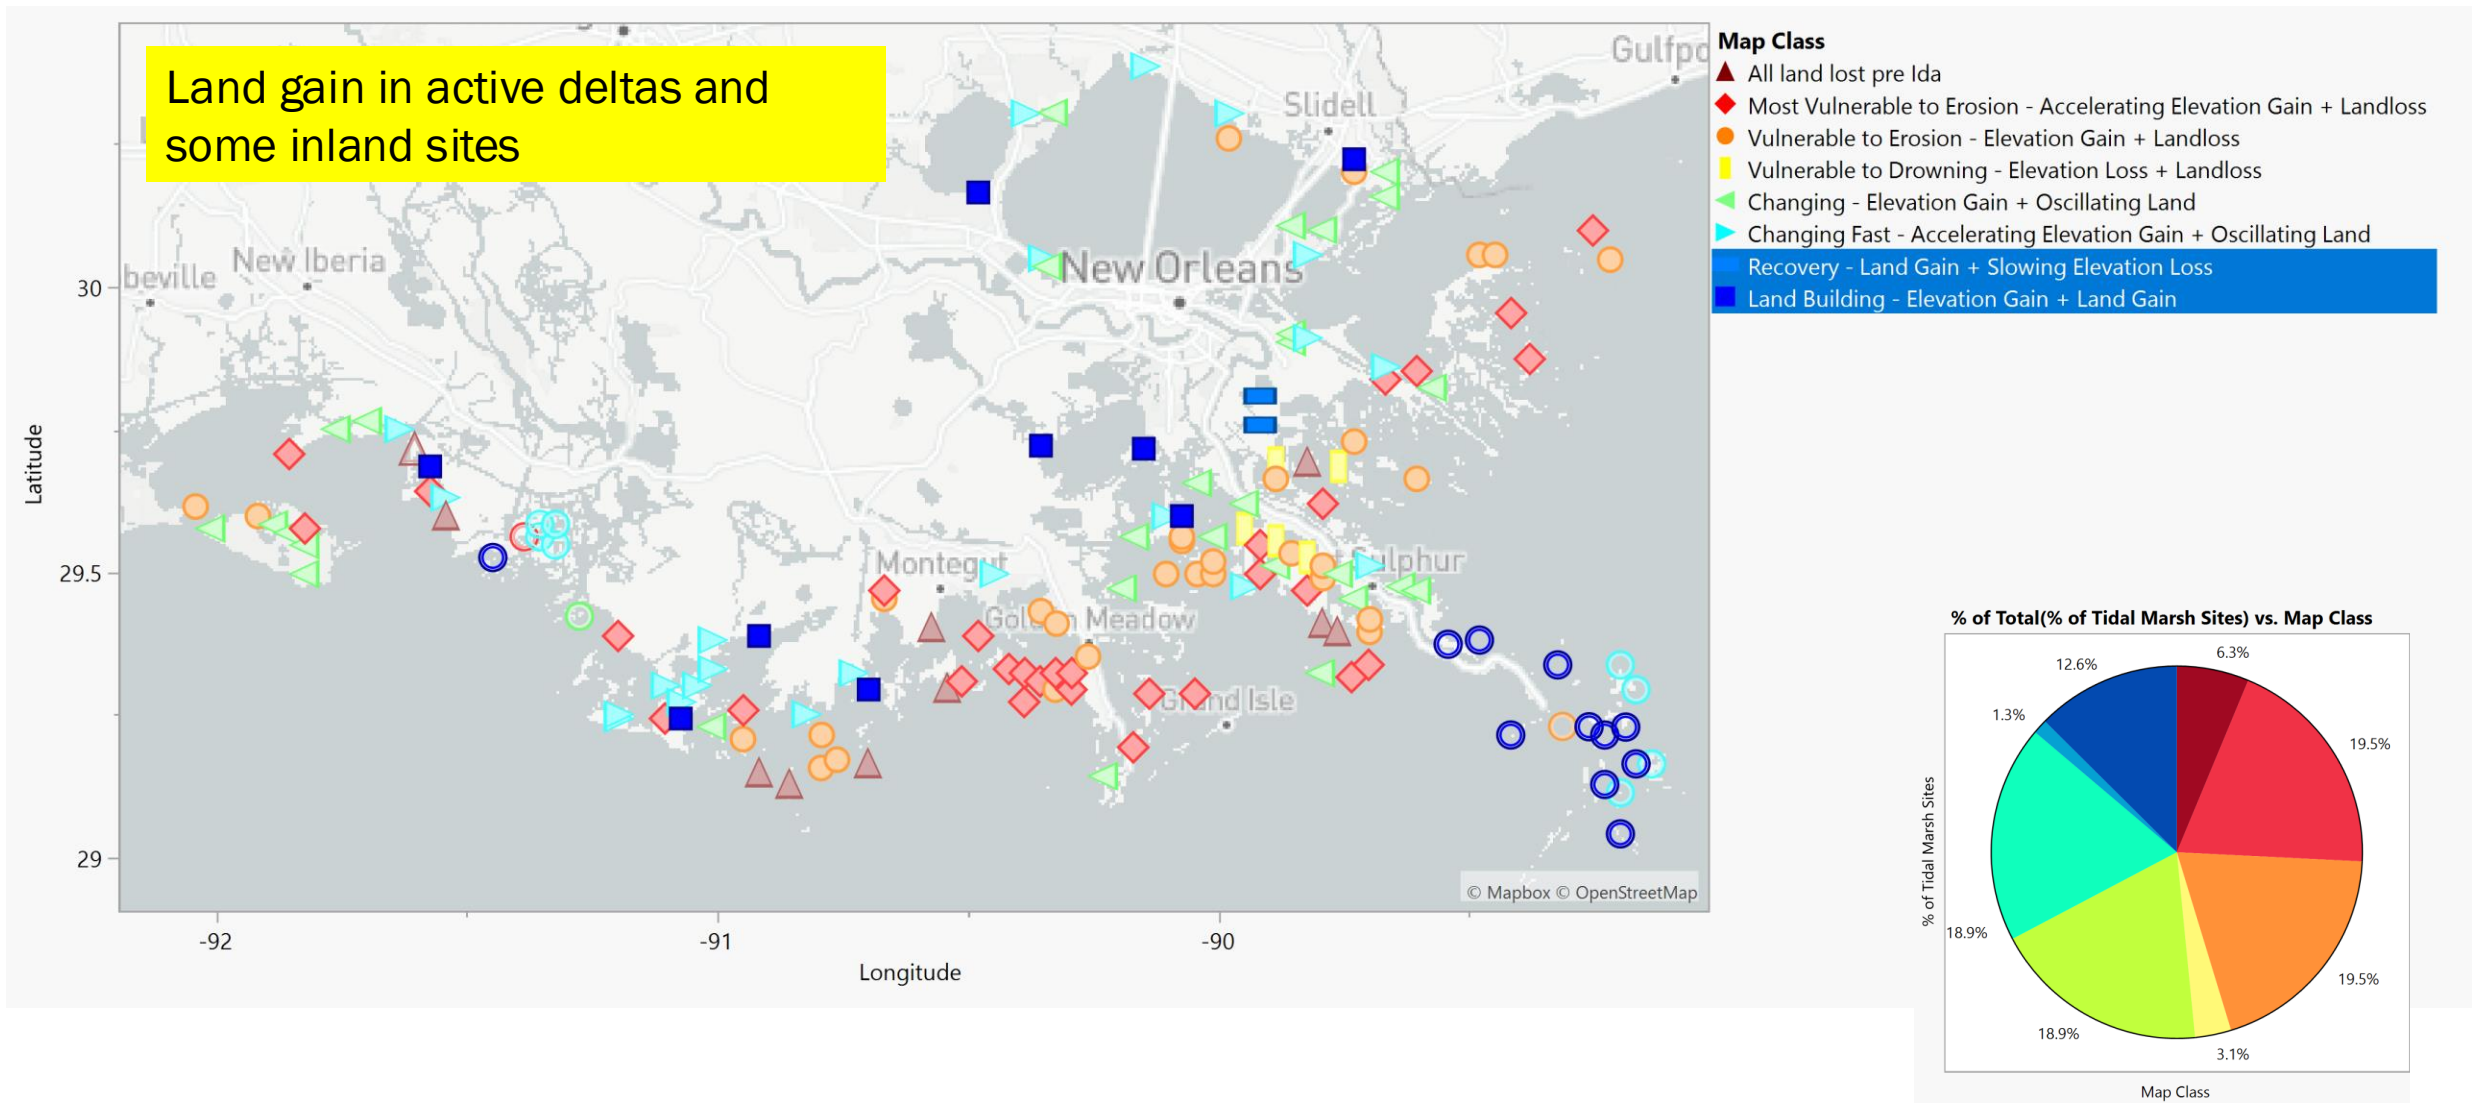 Land gain in active deltas and
some inland sites
Gulfpo
Slidell
New Iberia
beville
New Orleans
Montegut
Sulphur
Grand Isle
© Mapbox © OpenStreetMap
Latitude
30
29.5
29
-92
-91
-90
Longitude
Map Class
All land lost pre Ida
Most Vulnerable to Erosion - Accelerating Elevation Gain + Landloss
Vulnerable to Erosion - Elevation Gain + Landloss
Vulnerable to Drowning - Elevation Loss + Landloss
Changing - Elevation Gain + Oscillating Land
Changing Fast - Accelerating Elevation Gain + Oscillating Land
Recovery - Land Gain + Slowing Elevation Loss
Land Building - Elevation Gain + Land Gain
% of Total(% of Tidal Marsh Sites) vs. Map Class
% of Tidal Marsh Sites
6.3%
19.5%
19.5%
3.1%
18.9%
18.9%
1.3%
12.6%
Map Class